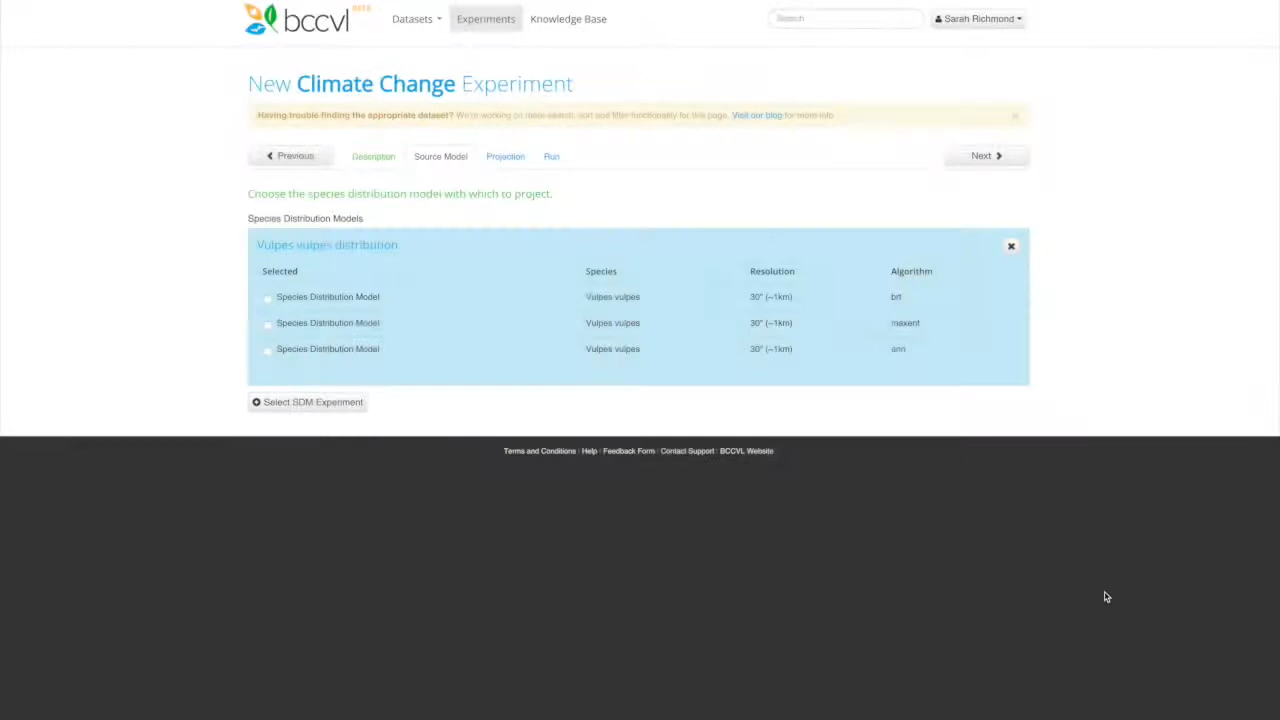 bccvl BETA Datasets Experiments Knowledge Base Search Sarah Richmond
New Climate Change Experiment
Having trouble finding the appropriate dataset? We're working on more search, sort and filter functionality for this page. Visit our blog for more info
Previous Description Source Model Projection Run Next
Choose the species distribution model with which to project.
Species Distribution Models
Vulpes vulpes distribution
Selected Species Resolution Algorithm
Species Distribution Model Vulpes vulpes 30" (~1km) brt
Species Distribution Model Vulpes vulpes 30" (~1km) maxent
Species Distribution Model Vulpes vulpes 30" (~1km) ann
Select SDM Experiment
Terms and Conditions | Help | Feedback Form | Contact Support | BCCVL Website